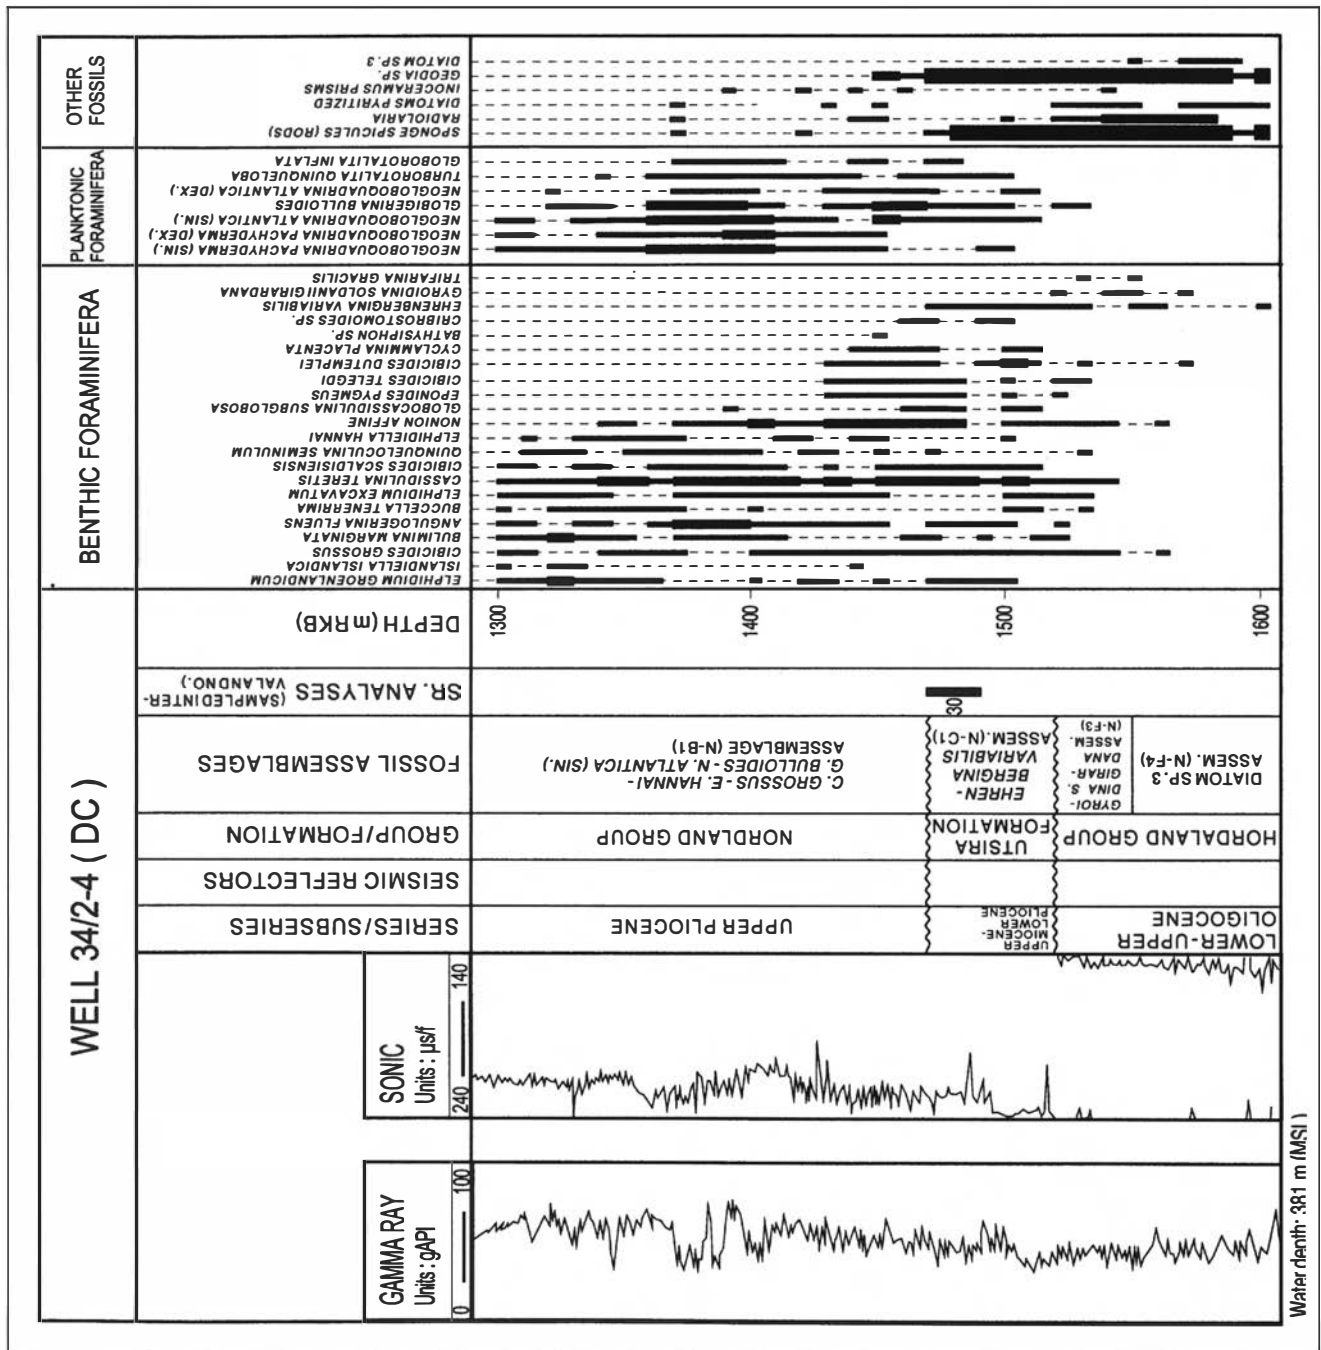 WELL 34/2-4 (DC)
BENTHIC FORAMINIFERA
PLANKTONIC
FORAMINIFERA
OTHER
FOSSILS
GAMMA RAY
Units : gAPI
0
100
SONIC
Units : µs/f
240
140
SERIES/SUBSERIES
SEISMIC REFLECTORS
GROUP/FORMATION
FOSSIL ASSEMBLAGES
SR. ANALYSES (SAMPLED INTER-
VAL AND NO.)
DEPTH (mRKB)
ELPHIDIUM GROENLANDICUM
ISLANDIELLA ISLANDICA
CIBICIDES GROSSUS
BULIMINA MARGINATA
ANGULOGERINA FLUENS
BUCCELLA TENERRIMA
ELPHIDIUM EXCAVATUM
CASSIDULINA TERETIS
CIBICIDES SCALDISIENSIS
QUINQUELOCULINA SEMINULUM
ELPHIDIELLA HANNAI
NONION AFFINE
GLOBOCASSIDULINA SUBGLOBOSA
EPONIDES PYGMEUS
CIBICIDES TELEGDI
CIBICIDES DUTEMPLEI
CYCLAMMINA PLACENTA
BATHYSIPHON SP.
CRIBROSTOMOIDES SP.
EHRENBERGENA VARIABILIS
GYROIDINA SOLDANII GIRARDANA
TRIFARINA GRACILIS
NEOGLOBOQUADRINA PACHYDERMA (SIN.)
NEOGLOBOQUADRINA PACHYDERMA (DEX.)
NEOGLOBOQUADRINA ATLANTICA (SIN.)
GLOBIGERINA BULLOIDES
NEOGLOBOQUADRINA ATLANTICA (DEX.)
TURBOROTALITA QUINQUELOBA
GLOBOROTALITA INFLATA
SPONGE SPICULES (RODS)
RADIOLARIA
DIATOMS PYRITIZED
INOCERAMUS PRISMS
GEODIA SP.
DIATOM SP.3
1300
1400
1500
1600
30
C. GROSSUS - E. HANNAI -
G. BULLOIDES - N. ATLANTICA (SIN.)
ASSEMBLAGE (N-B1)
EHREN-
BERGINA
VARIABILIS
ASSEM.(N-C1)
GYROI-
DINA S.
GIRAR-
DANA
ASSEM.
(N-F3)
DIATOM SP.3
ASSEM. (N-F4)
NORDLAND GROUP
UTSIRA
FORMATION
HORDALAND GROUP
UPPER PLIOCENE
UPPER
MIOCENE-
LOWER
PLIOCENE
LOWER-UPPER
OLIGOCENE
Water depth: 381 m (MSL)